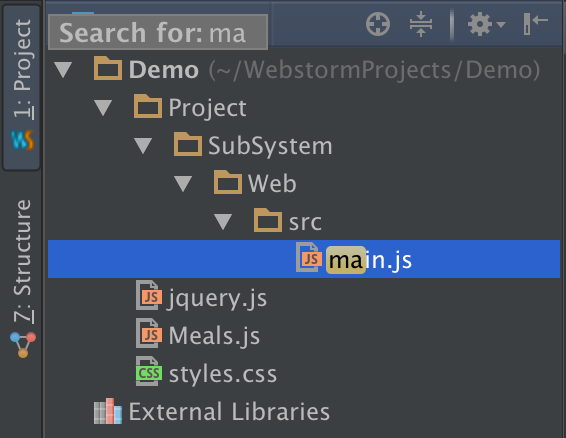 1: Project
7: Structure
Search for: ma
Demo (~/WebstormProjects/Demo)
Project
SubSystem
Web
src
JS main.js
JS jquery.js
JS Meals.js
CSS styles.css
External Libraries